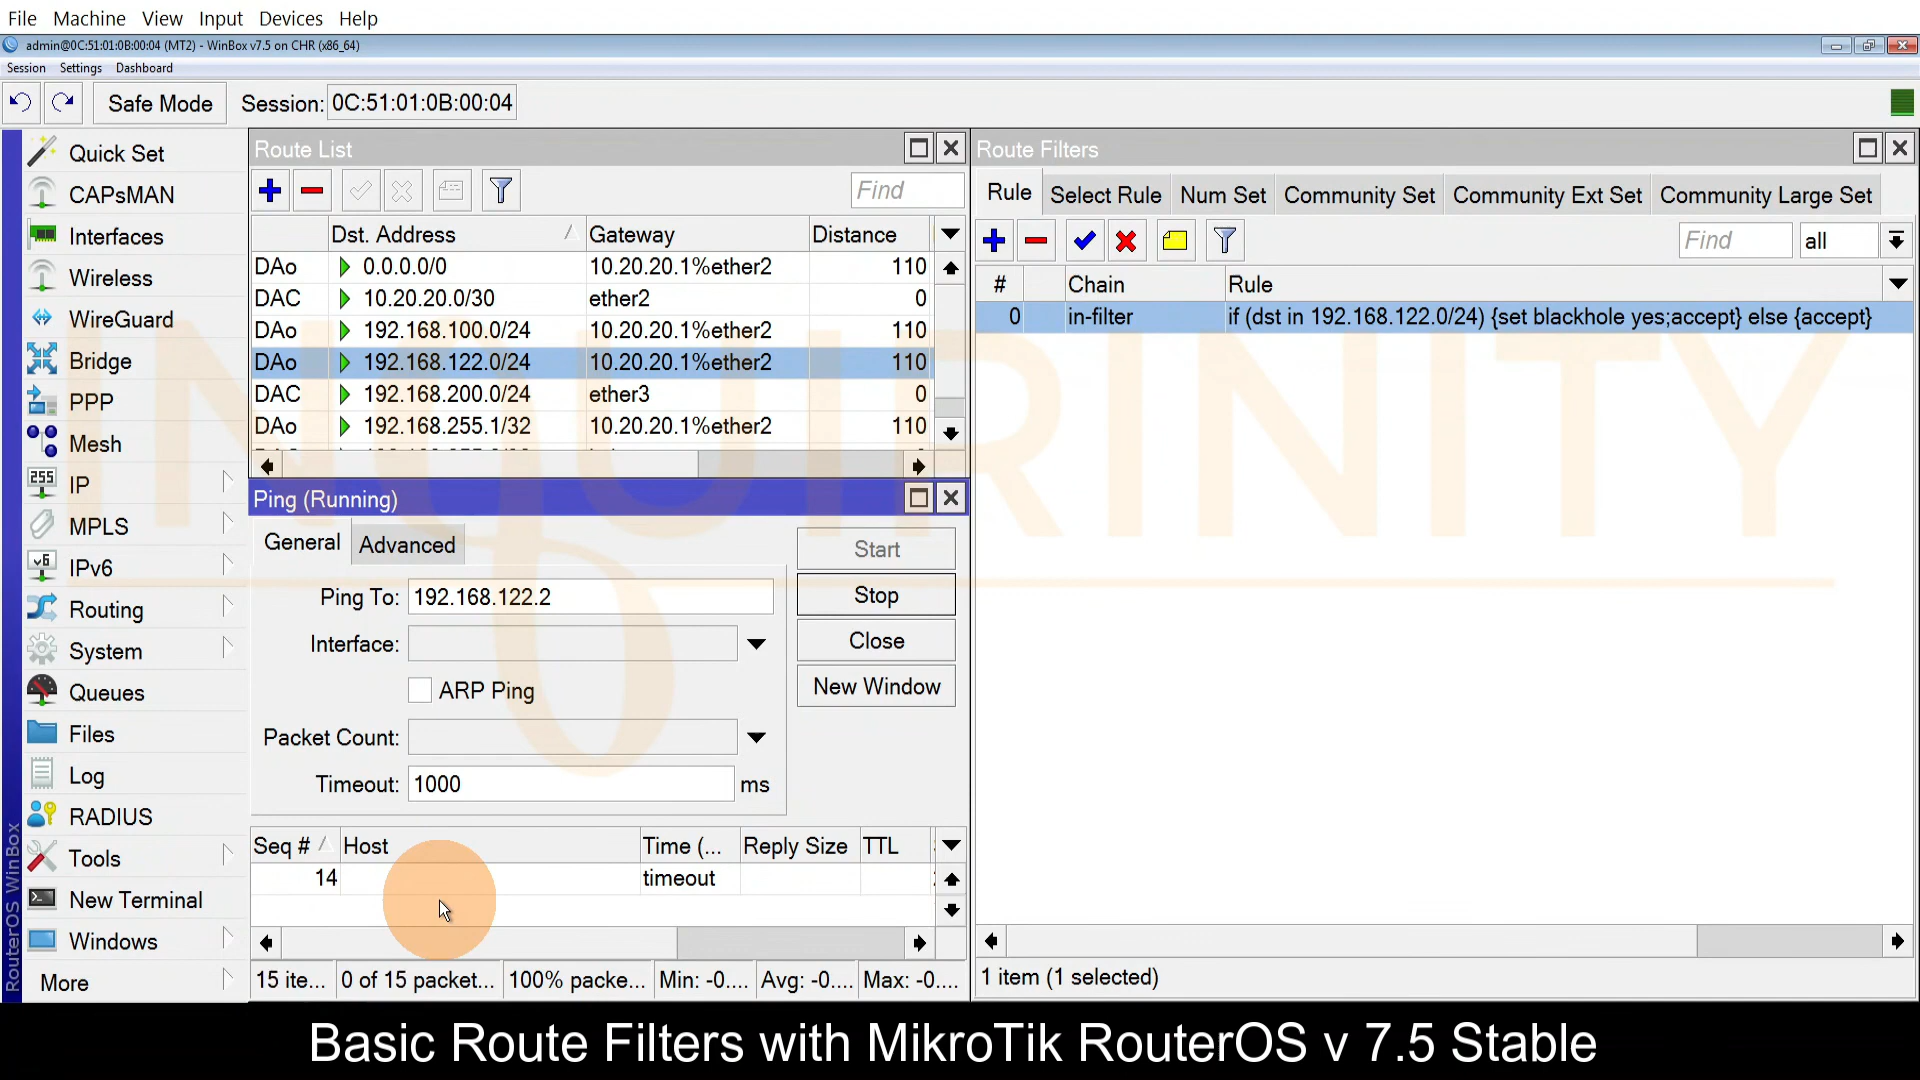 File Machine View Input Devices Help
admin@0C:51:01:0B:00:04 (MT2) - WinBox v7.5 on CHR (x86_64)
Session Settings Dashboard
Safe Mode Session: 0C:51:01:0B:00:04
Quick Set
CAPsMAN
Interfaces
Wireless
WireGuard
Bridge
PPP
Mesh
255 IP
MPLS
v6 IPv6
Routing
System
Queues
Files
Log
RADIUS
Tools
New Terminal
Windows
More
RouterOS WinBox
Route List
Find
Dst. Address Gateway Distance
DAo 0.0.0.0/0 10.20.20.1%ether2 110
DAC 10.20.20.0/30 ether2 0
DAo 192.168.100.0/24 10.20.20.1%ether2 110
DAo 192.168.122.0/24 10.20.20.1%ether2 110
DAC 192.168.200.0/24 ether3 0
DAo 192.168.255.1/32 10.20.20.1%ether2 110
Ping (Running)
General Advanced
Ping To: 192.168.122.2
Interface:
ARP Ping
Packet Count:
Timeout: 1000 ms
Start
Stop
Close
New Window
Seq # Host Time (... Reply Size TTL
14 timeout
15 ite... 0 of 15 packet... 100% packe... Min: -0.... Avg: -0.... Max: -0....
Route Filters
Rule Select Rule Num Set Community Set Community Ext Set Community Large Set
Find all
# Chain Rule
0 in-filter if (dst in 192.168.122.0/24) {set blackhole yes;accept} else {accept}
1 item (1 selected)
INQUIRINITY
Basic Route Filters with MikroTik RouterOS v 7.5 Stable